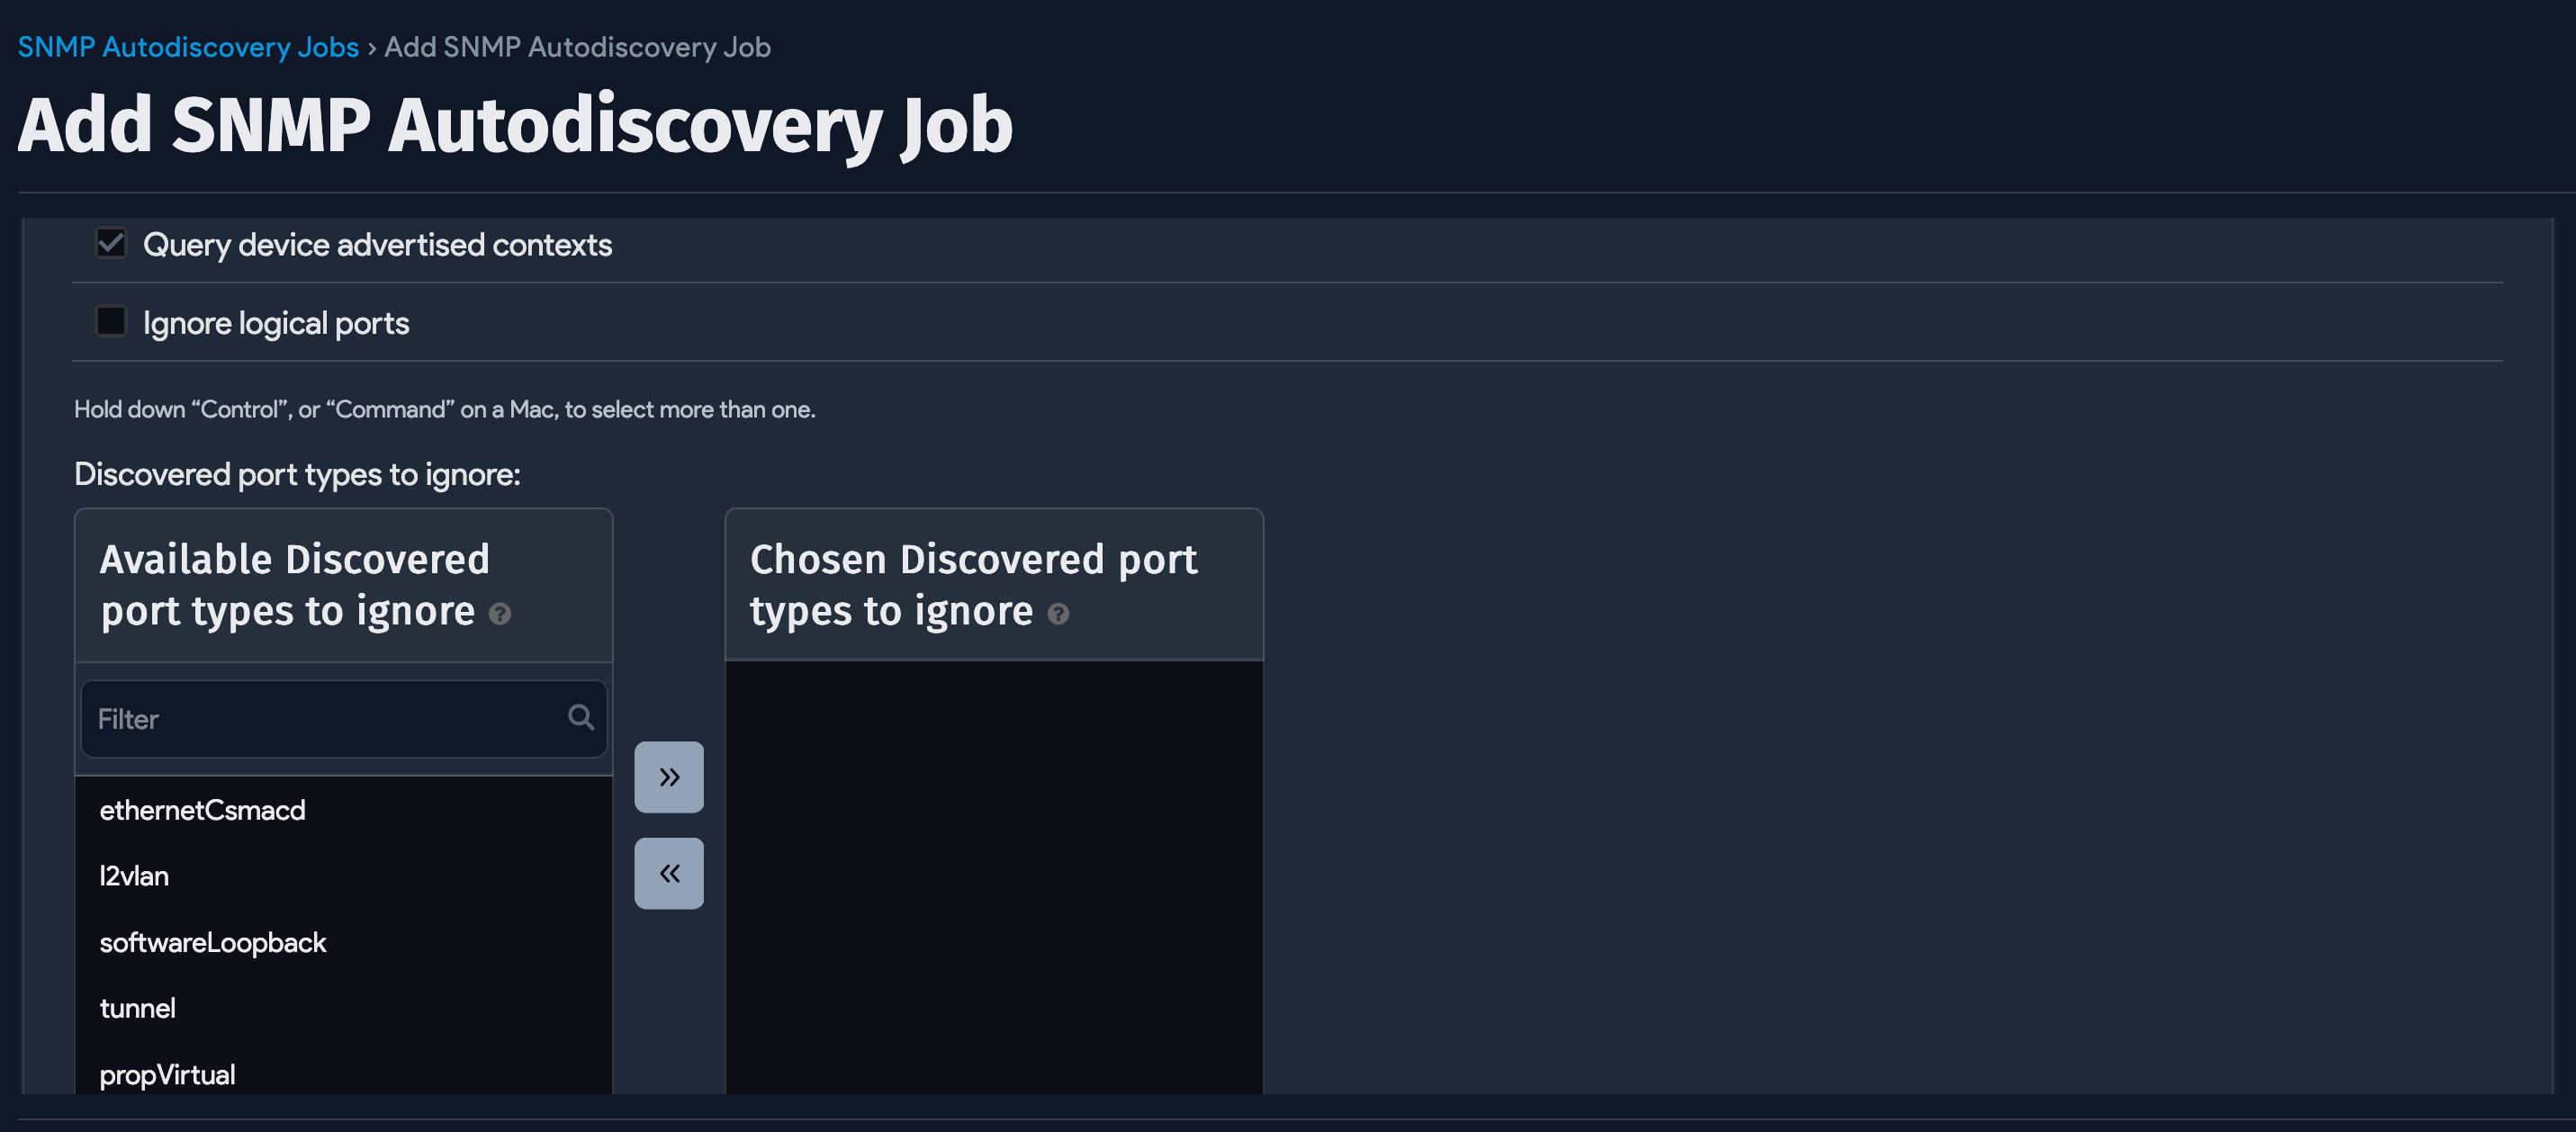 SNMP Autodiscovery Jobs › Add SNMP Autodiscovery Job
Add SNMP Autodiscovery Job
Query device advertised contexts
Ignore logical ports
Hold down “Control”, or “Command” on a Mac, to select more than one.
Discovered port types to ignore:
Available Discovered
port types to ignore ?
Filter
ethernetCsmacd
l2vlan
softwareLoopback
tunnel
propVirtual
»
«
Chosen Discovered port
types to ignore ?